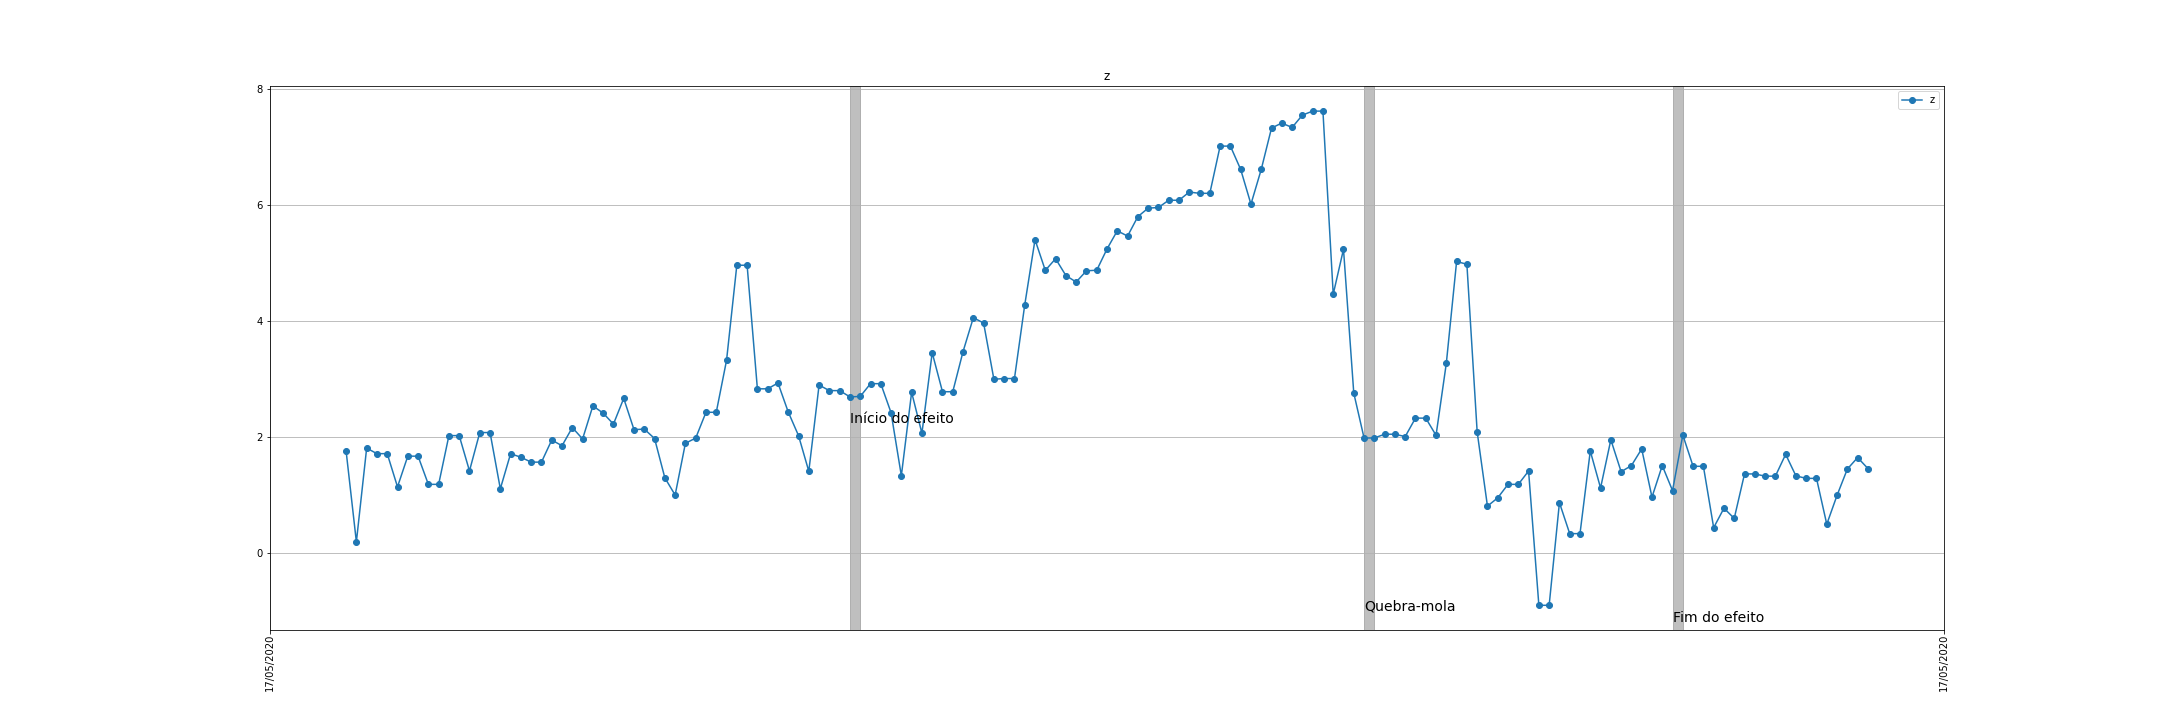 z
8
z
6
4
2
0
Início do efeito
Quebra-mola
Fim do efeito
17/05/2020
17/05/2020